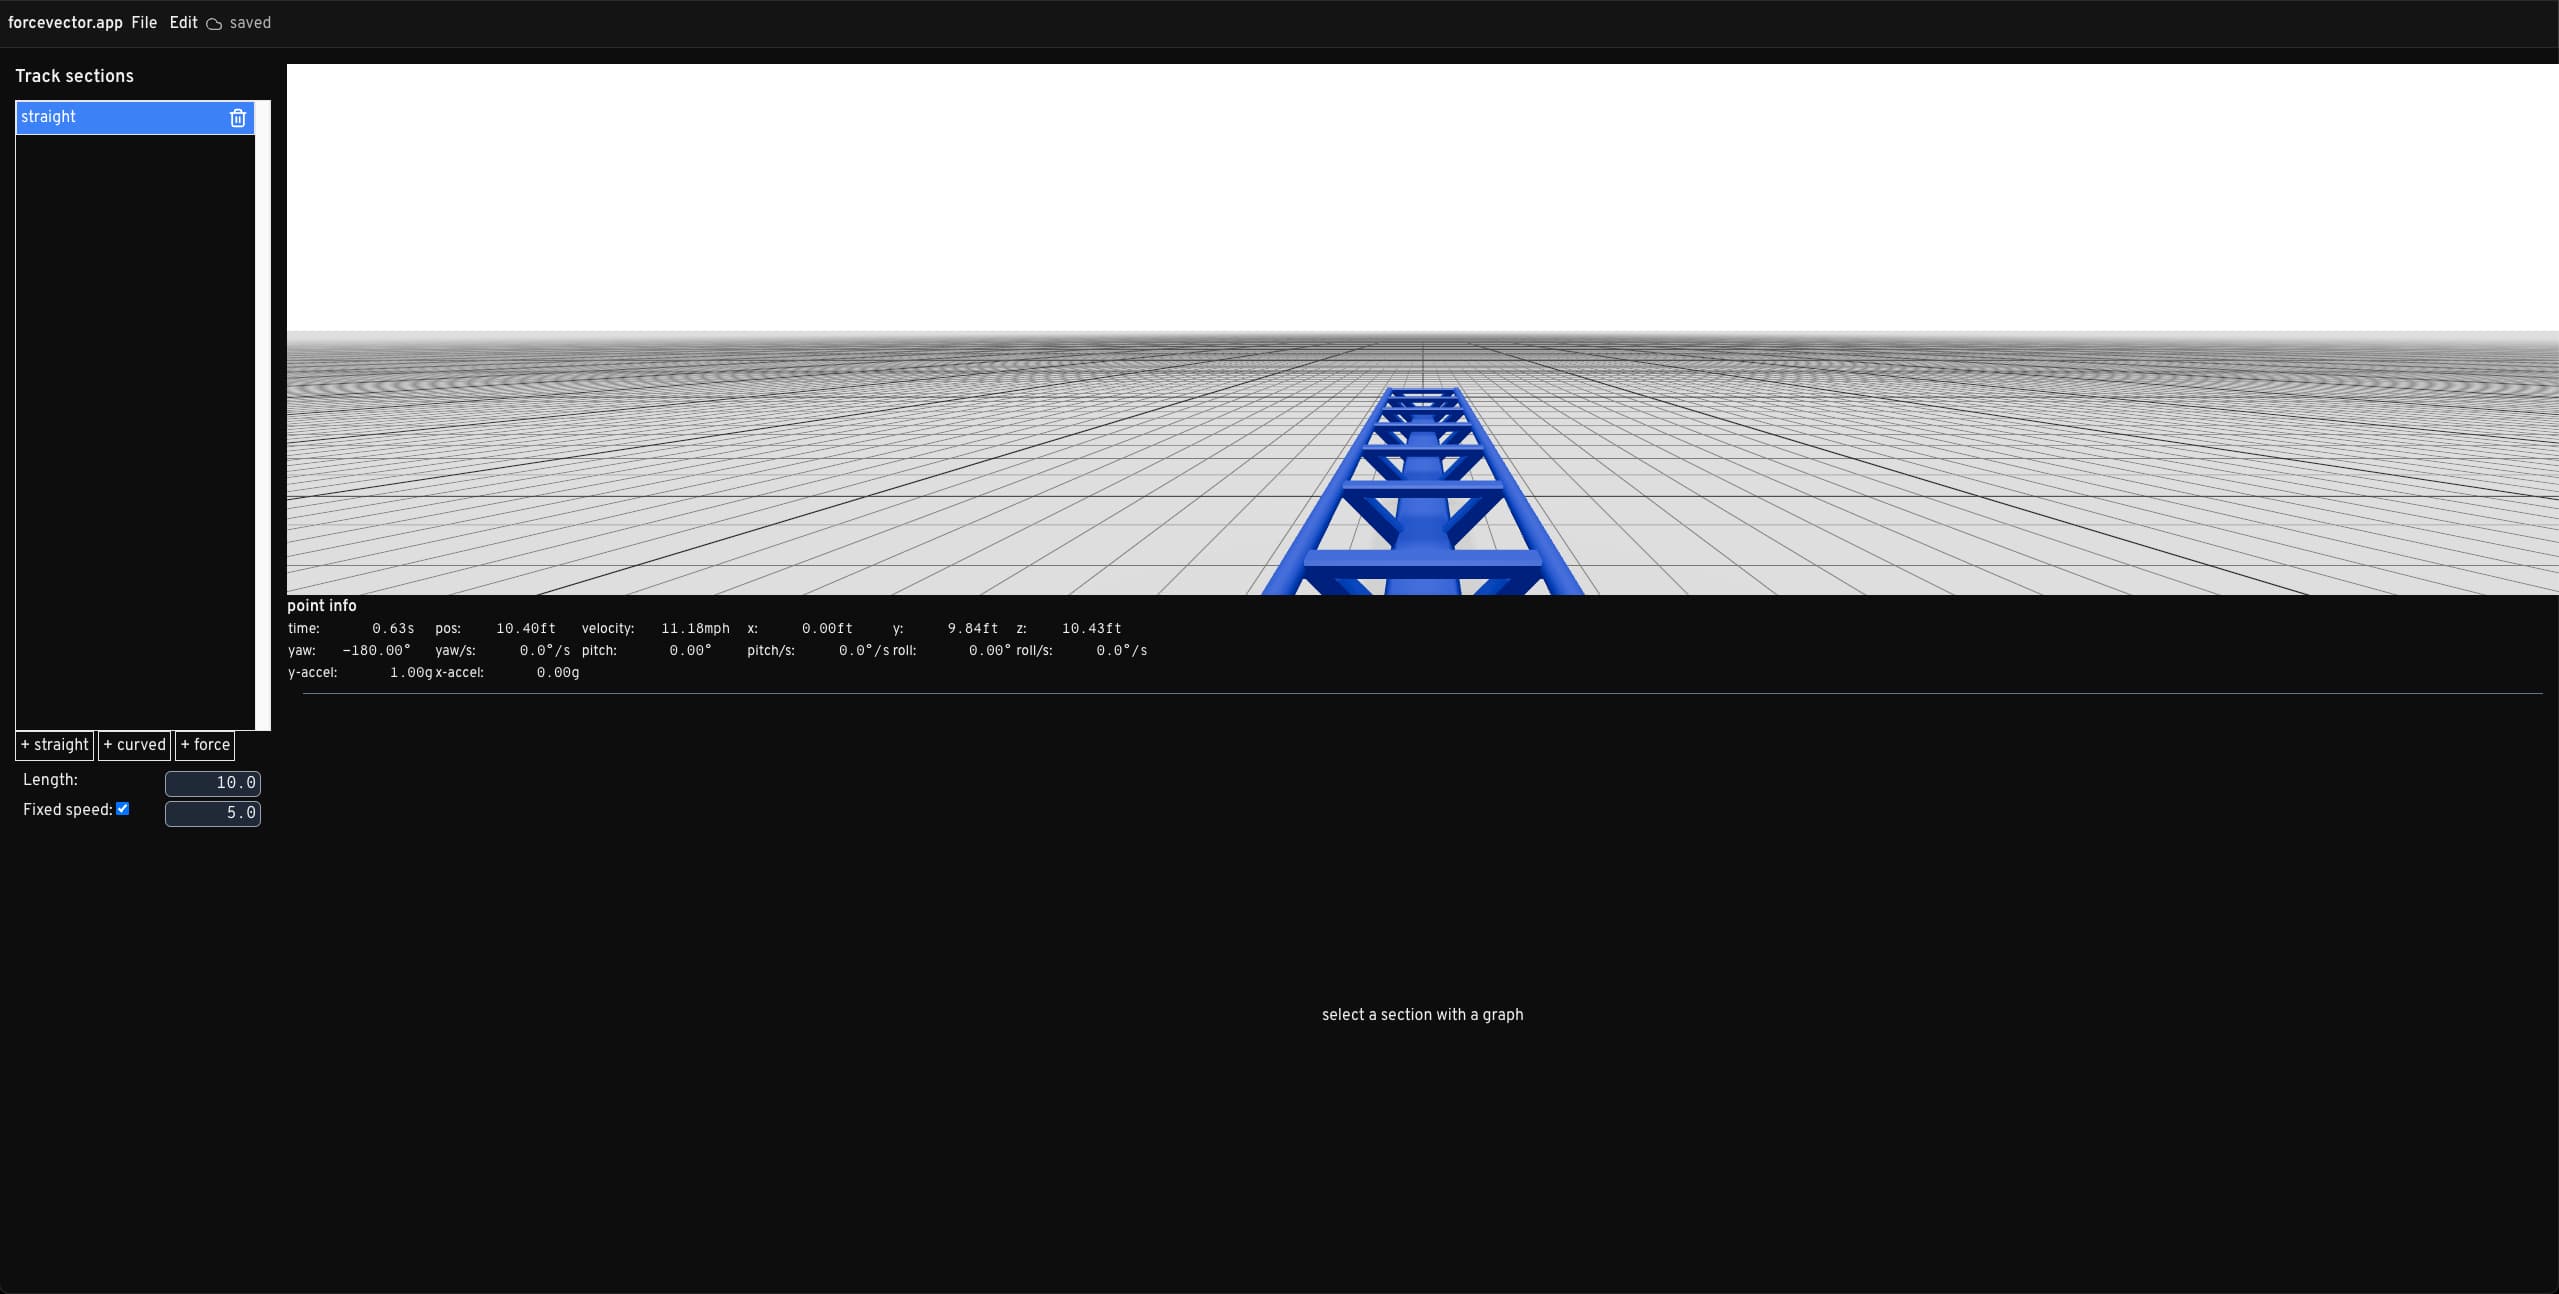 forcevector.app File Edit saved
Track sections
straight
+ straight + curved + force
Length: 10.0
Fixed speed: 5.0
point info
time: 0.63s pos: 10.40ft velocity: 11.18mph x: 0.00ft y: 9.84ft z: 10.43ft
yaw: -180.00° yaw/s: 0.0°/s pitch: 0.00° pitch/s: 0.0°/s roll: 0.00° roll/s: 0.0°/s
y-accel: 1.00g x-accel: 0.00g
select a section with a graph